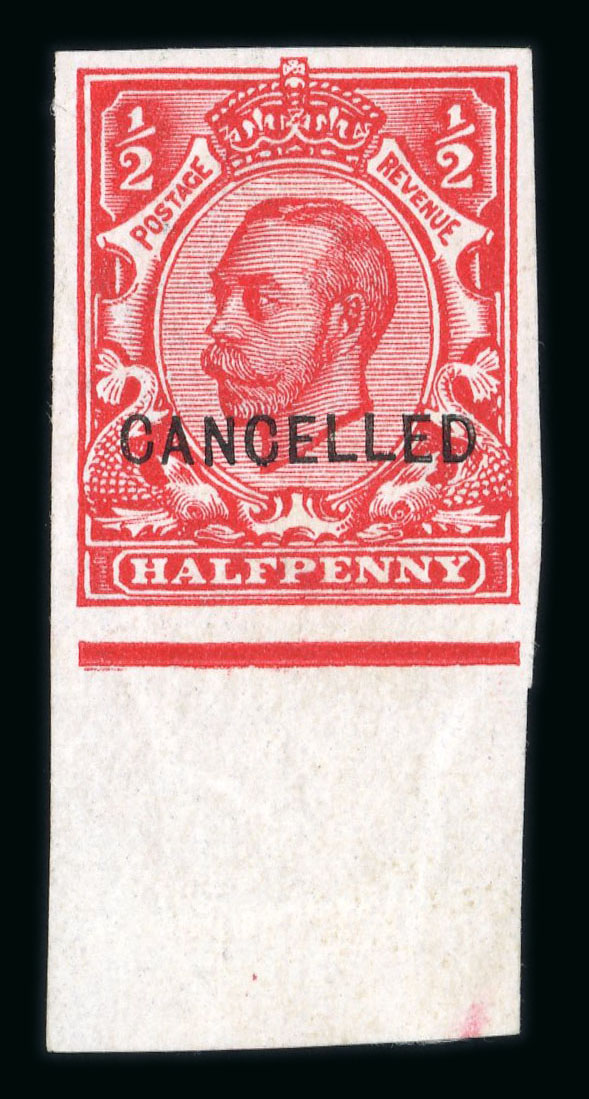 ½ ½
POSTAGE REVENUE
CANCELLED
HALFPENNY